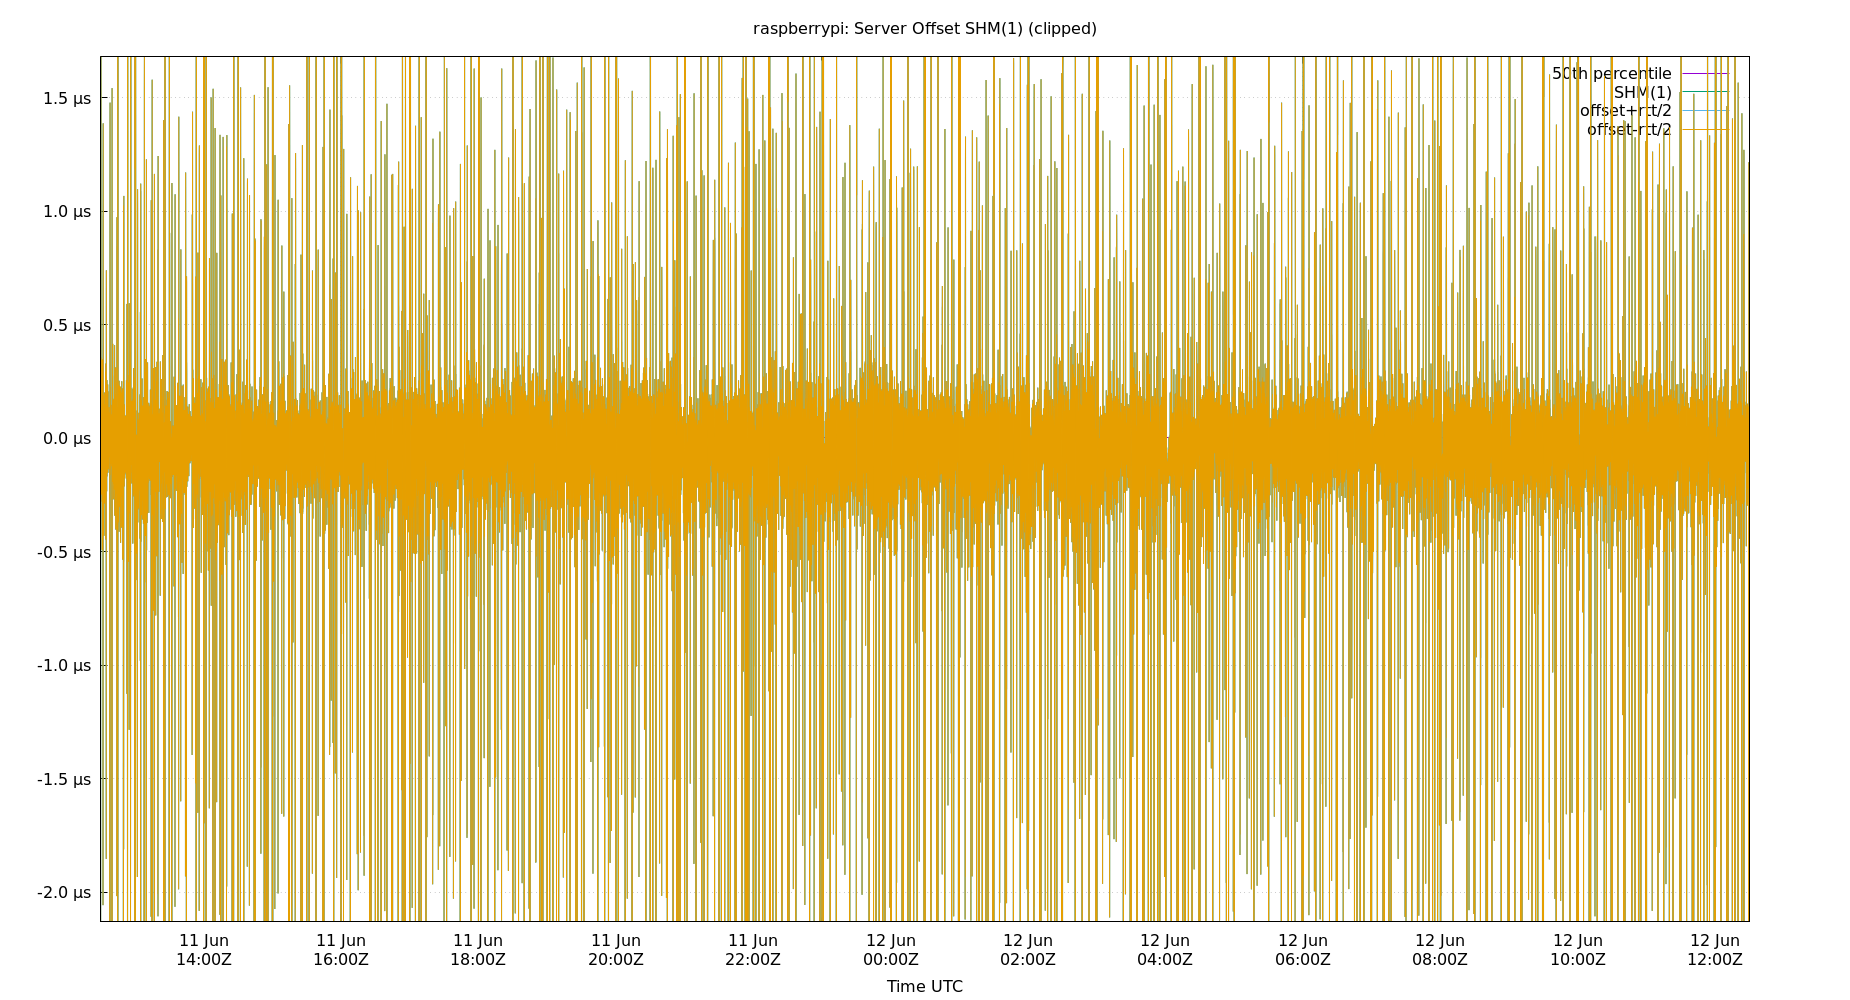 raspberrypi: Server Offset SHM(1) (clipped)
50th percentile
SHM(1)
offset+rtt/2
offset-rtt/2
1.5 µs
1.0 µs
0.5 µs
0.0 µs
-0.5 µs
-1.0 µs
-1.5 µs
-2.0 µs
11 Jun 11 Jun 11 Jun 11 Jun 11 Jun 12 Jun 12 Jun 12 Jun 12 Jun 12 Jun 12 Jun 12 Jun
14:00Z 16:00Z 18:00Z 20:00Z 22:00Z 00:00Z 02:00Z 04:00Z 06:00Z 08:00Z 10:00Z 12:00Z
Time UTC